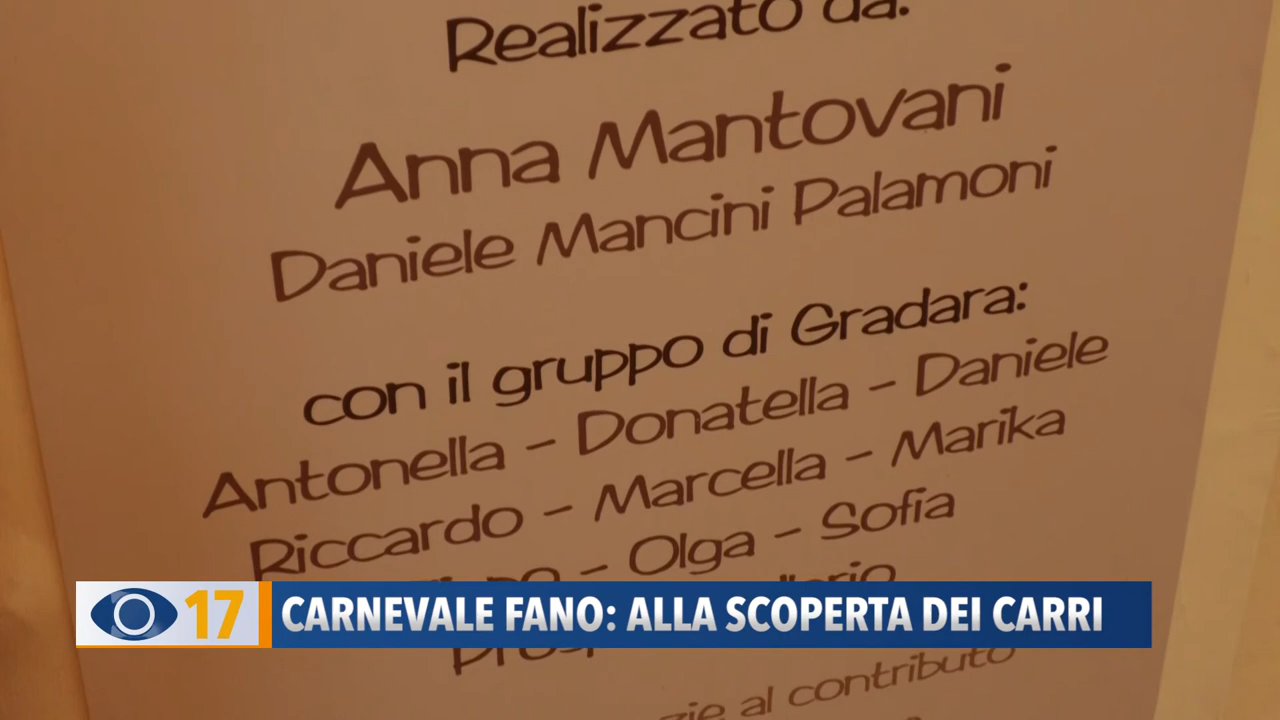 Realizzato da:
Anna Mantovani
Daniele Mancini Palamoni
con il gruppo di Gradara:
Antonella - Donatella - Daniele
Riccardo - Marcella - Marika
- Olga - Sofia
17 CARNEVALE FANO: ALLA SCOPERTA DEI CARRI
al contributo